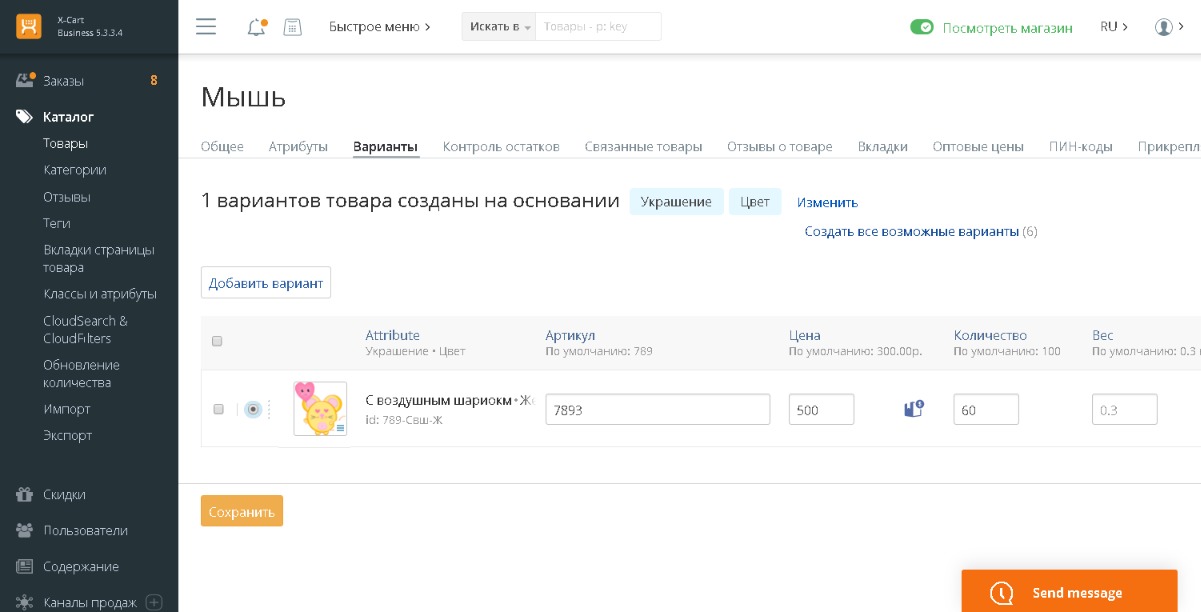 X-Cart
Business 5.3.3.4
Быстрое меню
Искать в
Товары - p: key
Посмотреть магазин
RU
Заказы
8
Каталог
Товары
Категории
Отзывы
Теги
Вкладки страницы
товара
Классы и атрибуты
CloudSearch &
CloudFilters
Обновление
количества
Импорт
Экспорт
Скидки
Пользователи
Содержание
Каналы продаж
Мышь
Общее Атрибуты Варианты Контроль остатков Связанные товары Отзывы о товаре Вкладки Оптовые цены ПИН-коды Прикрепл
1 вариантов товара созданы на основании Украшение Цвет Изменить
Создать все возможные варианты (6)
Добавить вариант
Attribute Артикул Цена Количество Вес
Украшение • Цвет По умолчанию: 789 По умолчанию: 300.00р. По умолчанию: 100 По умолчанию: 0.3
С воздушным шариокм • Же
id: 789-Свш-Ж
7893 500 60 0.3
Сохранить
Send message